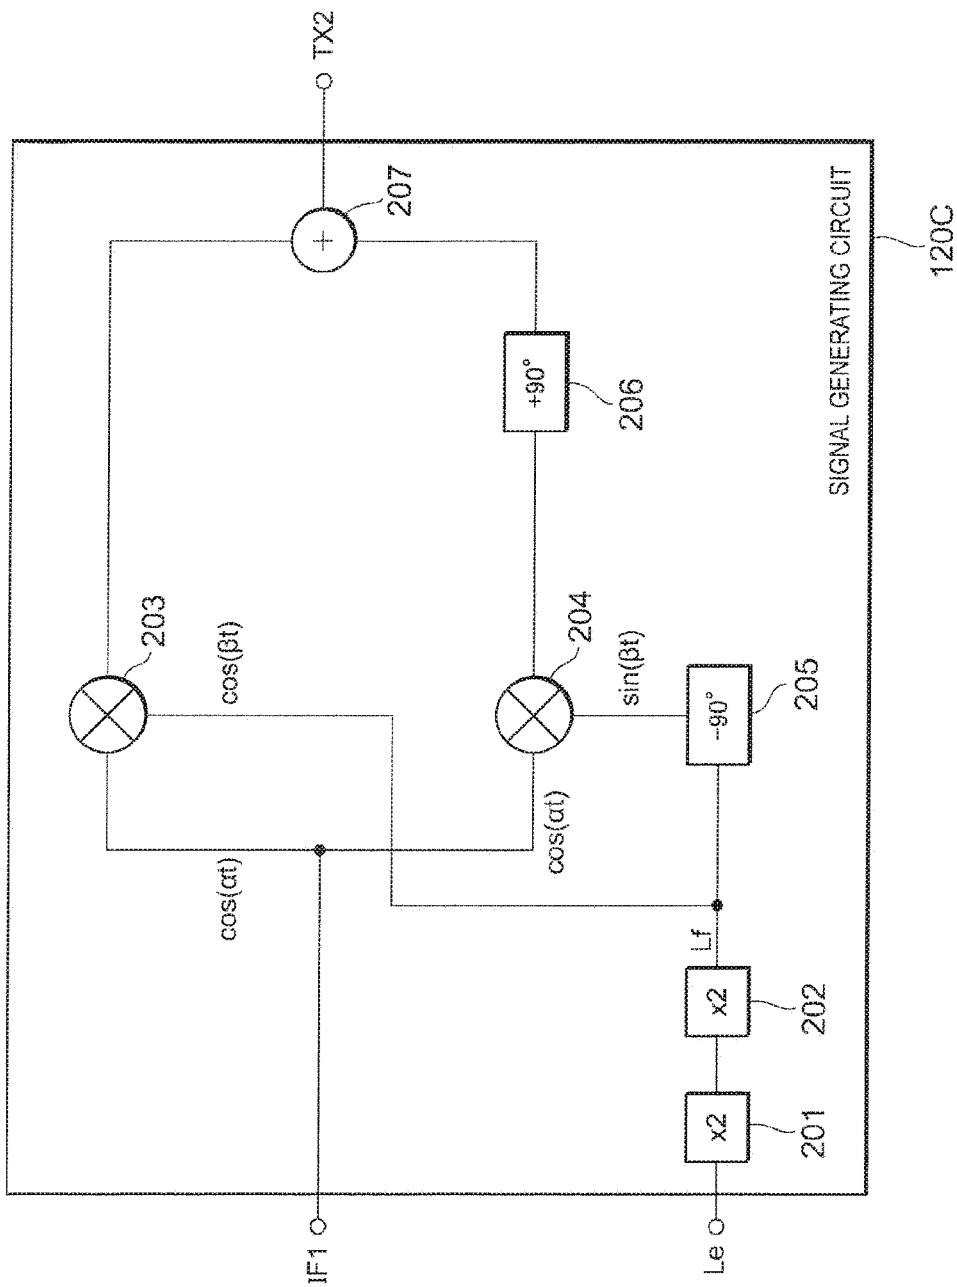 IF1
Le
cos(αt)
203
cos(βt)
204
cos(αt)
sin(βt)
x2
201
x2
202
Lf
–90°
205
+90°
206
+
207
TX2
SIGNAL GENERATING CIRCUIT
120C